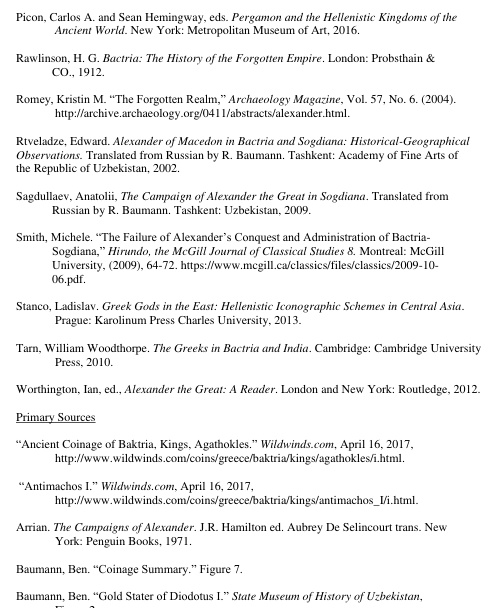 Picon, Carlos A. and Sean Hemingway, eds. Pergamon and the Hellenistic Kingdoms of the
Ancient World. New York: Metropolitan Museum of Art, 2016.
Rawlinson, H. G. Bactria: The History of the Forgotten Empire. London: Probsthain &
CO., 1912.
Romey, Kristin M. “The Forgotten Realm,” Archaeology Magazine, Vol. 57, No. 6. (2004).
http://archive.archaeology.org/0411/abstracts/alexander.html.
Rtveladze, Edward. Alexander of Macedon in Bactria and Sogdiana: Historical-Geographical
Observations. Translated from Russian by R. Baumann. Tashkent: Academy of Fine Arts of
the Republic of Uzbekistan, 2002.
Sagdullaev, Anatolii, The Campaign of Alexander the Great in Sogdiana. Translated from
Russian by R. Baumann. Tashkent: Uzbekistan, 2009.
Smith, Michele. “The Failure of Alexander’s Conquest and Administration of Bactria-
Sogdiana,” Hirundo, the McGill Journal of Classical Studies 8. Montreal: McGill
University, (2009), 64-72. https://www.mcgill.ca/classics/files/classics/2009-10-
06.pdf.
Stanco, Ladislav. Greek Gods in the East: Hellenistic Iconographic Schemes in Central Asia.
Prague: Karolinum Press Charles University, 2013.
Tarn, William Woodthorpe. The Greeks in Bactria and India. Cambridge: Cambridge University
Press, 2010.
Worthington, Ian, ed., Alexander the Great: A Reader. London and New York: Routledge, 2012.
Primary Sources
“Ancient Coinage of Baktria, Kings, Agathokles.” Wildwinds.com, April 16, 2017,
http://www.wildwinds.com/coins/greece/baktria/kings/agathokles/i.html.
“Antimachos I.” Wildwinds.com, April 16, 2017,
http://www.wildwinds.com/coins/greece/baktria/kings/antimachos_I/i.html.
Arrian. The Campaigns of Alexander. J.R. Hamilton ed. Aubrey De Selincourt trans. New
York: Penguin Books, 1971.
Baumann, Ben. “Coinage Summary.” Figure 7.
Baumann, Ben. “Gold Stater of Diodotus I.” State Museum of History of Uzbekistan,